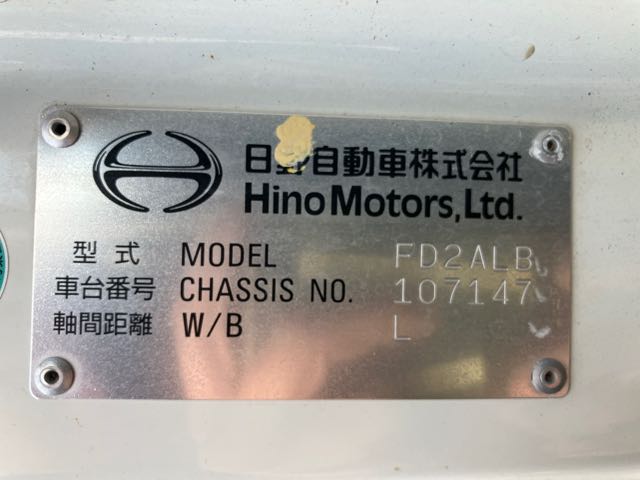 日野自動車株式会社
Hino Motors, Ltd.
型式 MODEL FD2ALB
車台番号 CHASSIS NO. 107147
軸間距離 W/B L